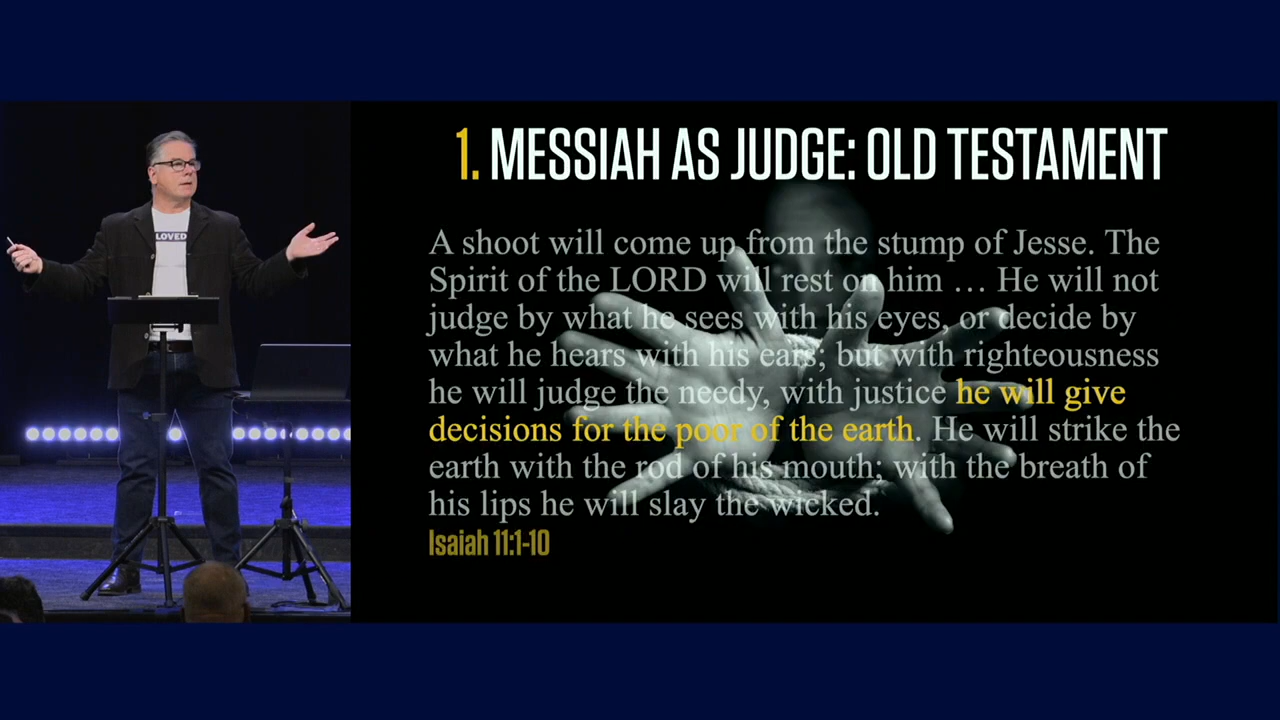 LOVED
1. MESSIAH AS JUDGE: OLD TESTAMENT
A shoot will come up from the stump of Jesse. The
Spirit of the LORD will rest on him … He will not
judge by what he sees with his eyes, or decide by
what he hears with his ears; but with righteousness
he will judge the needy, with justice he will give
decisions for the poor of the earth. He will strike the
earth with the rod of his mouth; with the breath of
his lips he will slay the wicked.
Isaiah 11:1-10